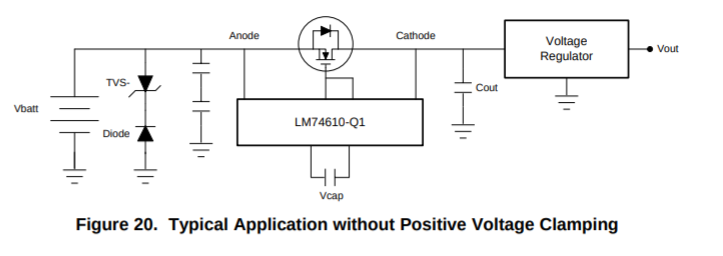 Anode
Cathode
Voltage
Regulator
Vout
TVS-
Cout
Vbatt
LM74610-Q1
Diode
Vcap
Figure 20. Typical Application without Positive Voltage Clamping